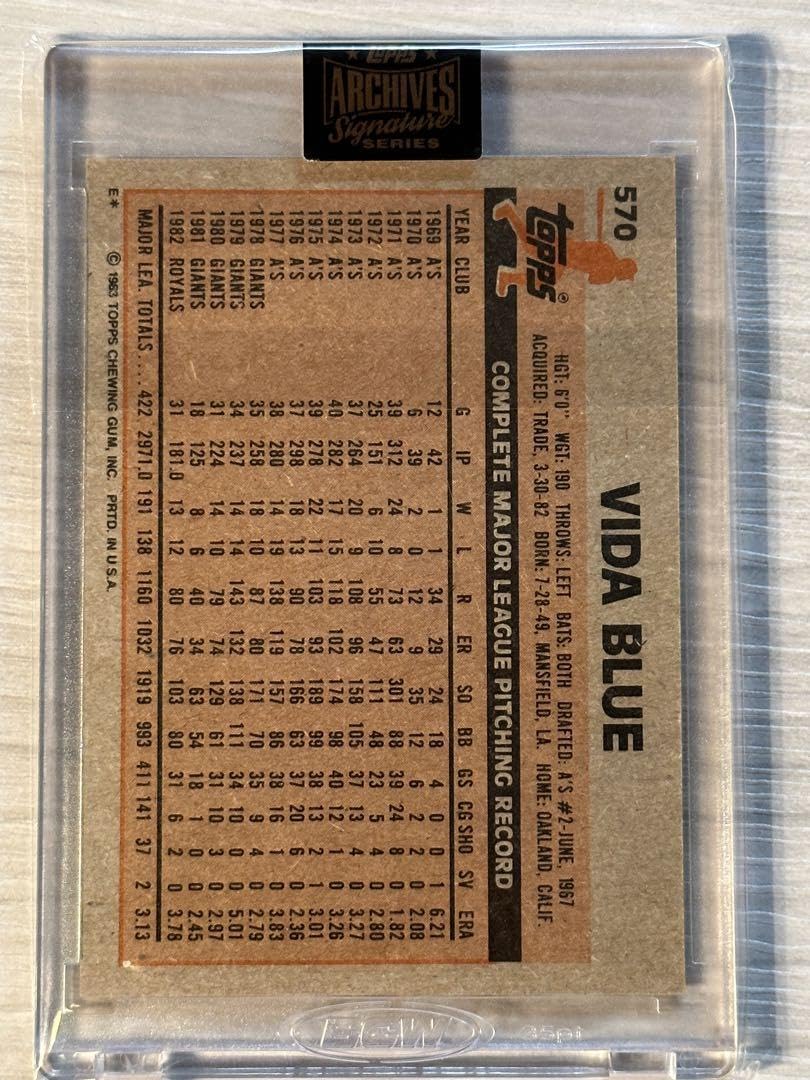 Topps
ARCHIVES
Signature
SERIES
570
VIDA BLUE
Topps®
HGT: 6'0" WGT: 190 THROWS: LEFT BATS: BOTH DRAFTED: A'S #2-JUNE, 1967
ACQUIRED: TRADE, 3-30-82 BORN: 7-28-49, MANSFIELD, LA. HOME: OAKLAND, CALIF.
COMPLETE MAJOR LEAGUE PITCHING RECORD
YEAR CLUB G IP W L R ER SO BB GS CG SHO SV ERA
1969 A'S 12 42 1 1 34 29 24 18 4 0 0 1 6.21
1970 A'S 6 39 2 0 12 9 35 12 6 2 2 0 2.08
1971 A'S 39 312 24 8 73 63 301 88 39 24 8 0 1.82
1972 A'S 25 151 6 10 55 47 111 48 23 5 4 0 2.80
1973 A'S 37 264 20 9 108 96 158 105 37 13 4 0 3.27
1974 A'S 40 282 17 15 118 102 174 98 40 12 1 0 3.26
1975 A'S 39 278 22 11 103 93 189 99 38 13 2 1 3.01
1976 A'S 37 298 18 13 90 78 166 63 37 20 6 0 2.36
1977 A'S 38 280 14 19 138 119 157 86 38 16 1 0 3.83
1978 GIANTS 35 258 18 10 87 80 171 70 35 9 4 0 2.79
1979 GIANTS 34 237 14 14 143 132 138 111 34 10 0 0 5.01
1980 GIANTS 31 224 14 10 79 74 129 61 31 10 3 0 2.97
1981 GIANTS 18 125 8 6 40 34 63 54 18 1 0 0 2.45
1982 ROYALS 31 181.0 13 12 80 76 103 80 31 6 2 0 3.78
MAJOR LEA. TOTALS ... 422 2971.0 191 138 1160 1032 1919 993 411 141 37 2 3.13
E* © 1983 TOPPS CHEWING GUM, INC. PRTD. IN U.S.A.
BCW
35pt